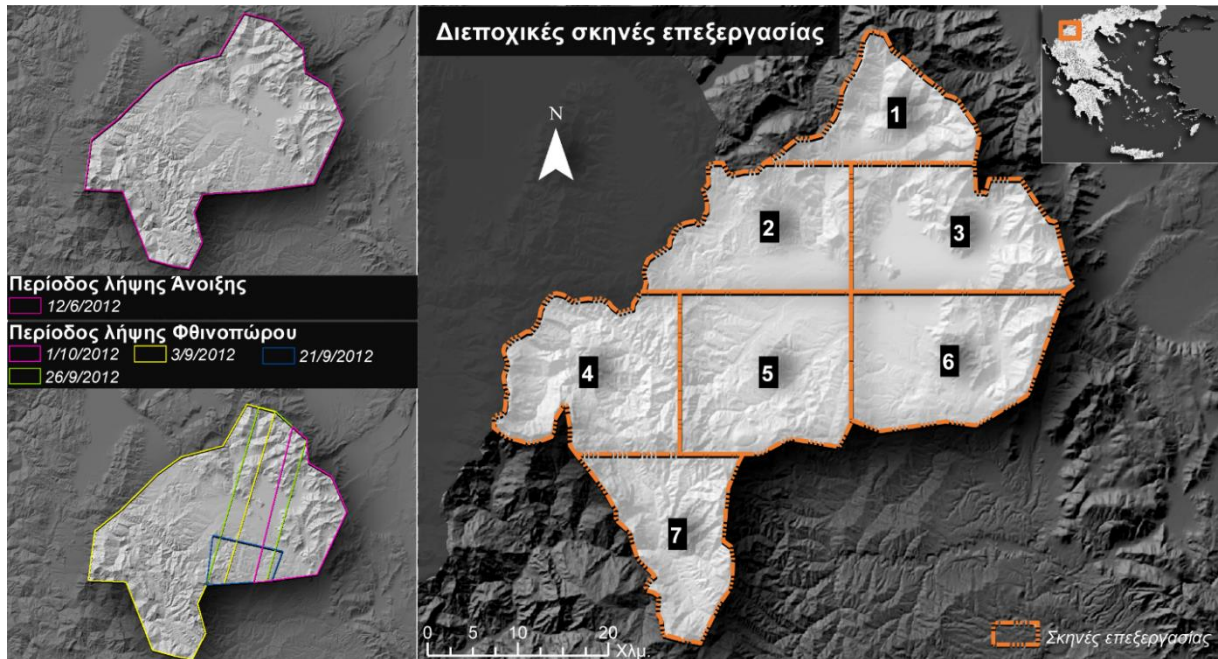 Περίοδος λήψης Άνοιξης
12/6/2012
Περίοδος λήψης Φθινοπώρου
1/10/2012 3/9/2012 21/9/2012
26/9/2012
Διεποχικές σκηνές επεξεργασίας
N
1
2
3
4
5
6
7
0 5 10 20
Χλμ.
Σκηνές επεξεργασίας